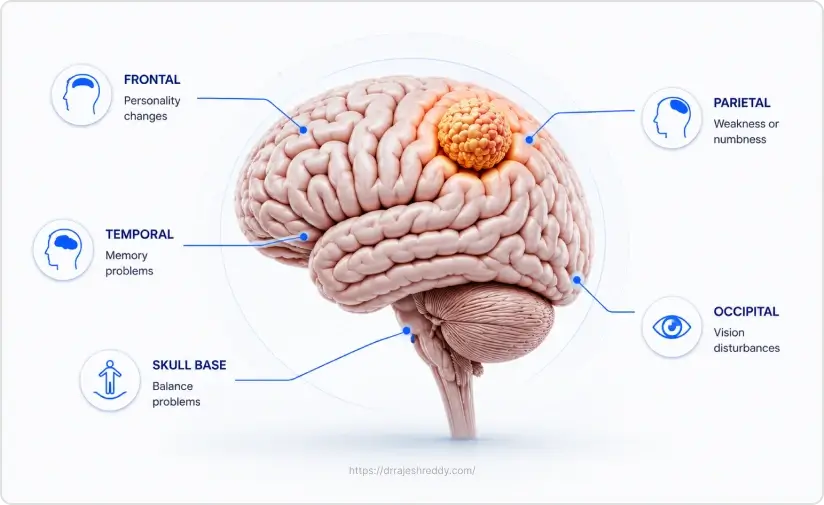 FRONTAL
Personality
changes
PARIETAL
Weakness or
numbness
TEMPORAL
Memory
problems
OCCIPITAL
Vision
disturbances
SKULL BASE
Balance
problems
https://drrajeshreddy.com/